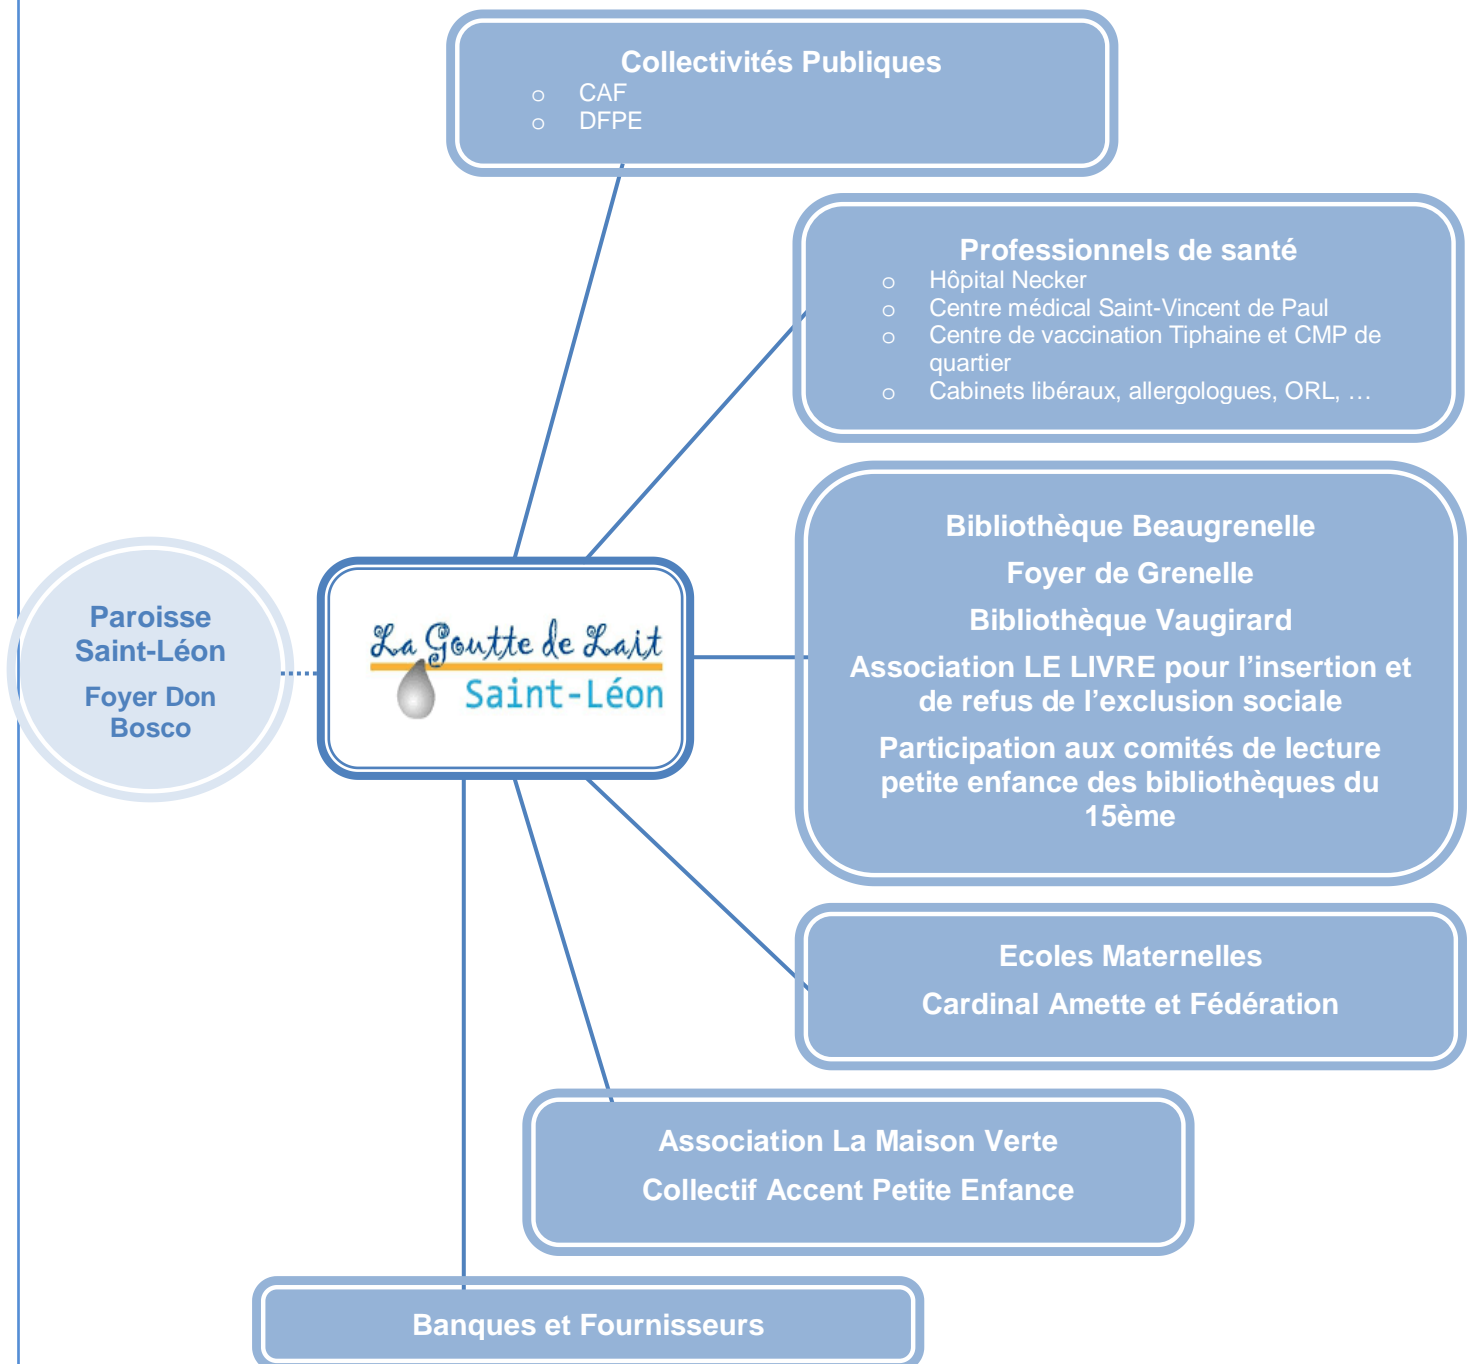 Collectivités Publiques
o CAF
o DFPE
Professionnels de santé
o Hôpital Necker
o Centre médical Saint-Vincent de Paul
o Centre de vaccination Tiphaine et CMP de
quartier
o Cabinets libéraux, allergologues, ORL, …
Bibliothèque Beaugrenelle
Foyer de Grenelle
Bibliothèque Vaugirard
Association LE LIVRE pour l’insertion et
de refus de l’exclusion sociale
Participation aux comités de lecture
petite enfance des bibliothèques du
15ème
Paroisse
Saint-Léon
Foyer Don
Bosco
La Goutte de Lait
Saint-Léon
Ecoles Maternelles
Cardinal Amette et Fédération
Association La Maison Verte
Collectif Accent Petite Enfance
Banques et Fournisseurs